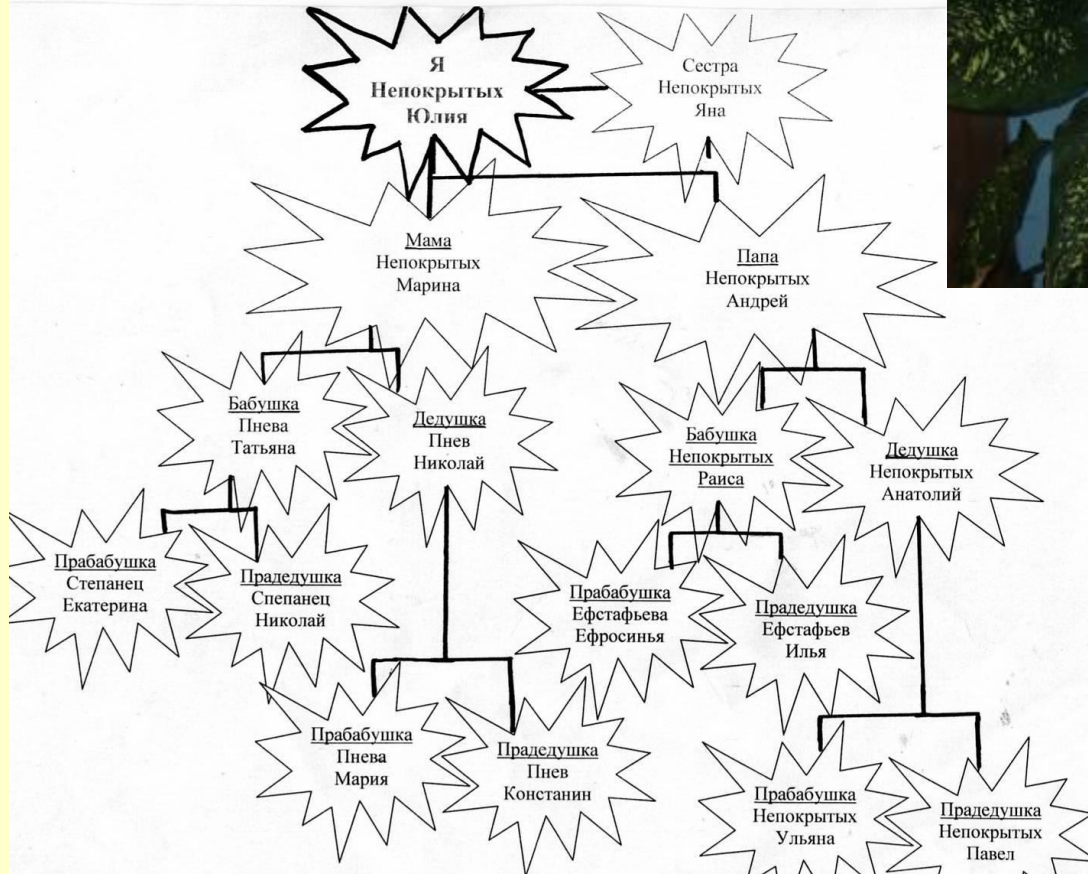 Я
Непокрытых
Юлия
Сестра
Непокрытых
Яна
Мама
Непокрытых
Марина
Папа
Непокрытых
Андрей
Бабушка
Пнева
Татьяна
Дедушка
Пнев
Николай
Бабушка
Непокрытых
Раиса
Дедушка
Непокрытых
Анатолий
Прабабушка
Степанец
Екатерина
Прадедушка
Спепанец
Николай
Прабабушка
Ефстафьева
Ефросинья
Прадедушка
Ефстафьев
Илья
Прабабушка
Пнева
Мария
Прадедушка
Пнев
Констанин
Прабабушка
Непокрытых
Ульяна
Прадедушка
Непокрытых
Павел